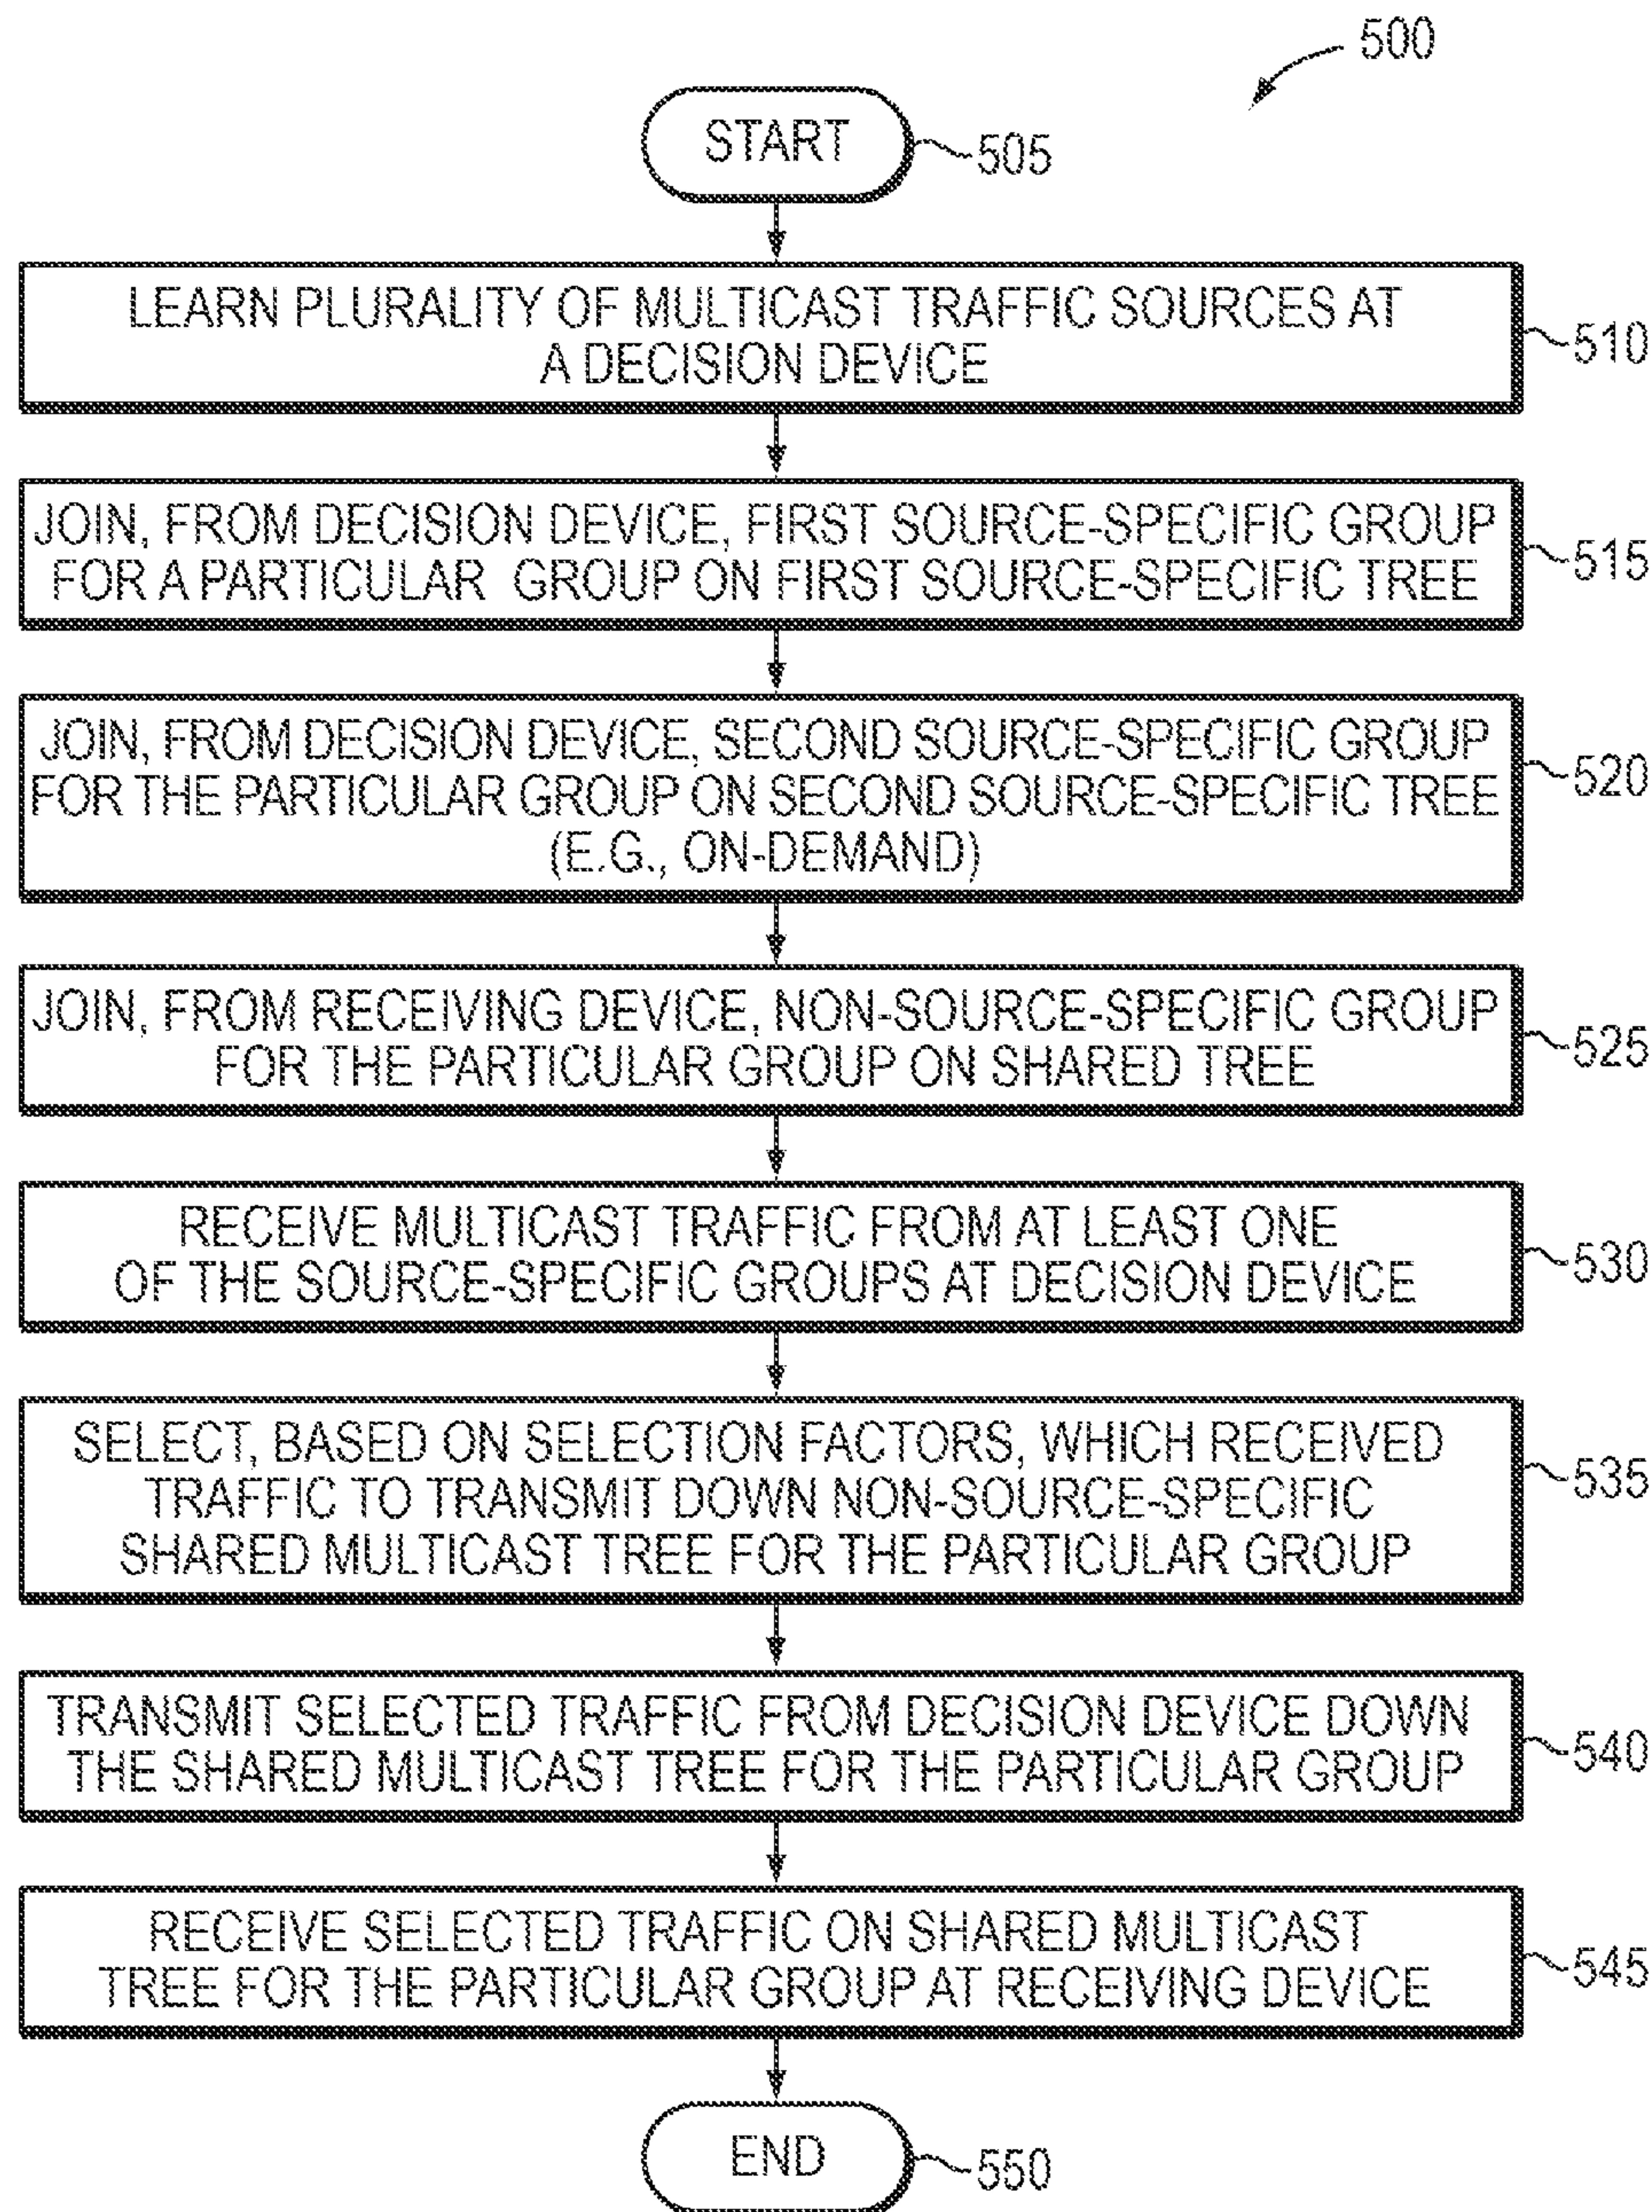 500
START
505
LEARN PLURALITY OF MULTICAST TRAFFIC SOURCES AT
A DECISION DEVICE
510
JOIN, FROM DECISION DEVICE, FIRST SOURCE-SPECIFIC GROUP
FOR A PARTICULAR GROUP ON FIRST SOURCE-SPECIFIC TREE
515
JOIN, FROM DECISION DEVICE, SECOND SOURCE-SPECIFIC GROUP
FOR THE PARTICULAR GROUP ON SECOND SOURCE-SPECIFIC TREE
(E.G., ON-DEMAND)
520
JOIN, FROM RECEIVING DEVICE, NON-SOURCE-SPECIFIC GROUP
FOR THE PARTICULAR GROUP ON SHARED TREE
525
RECEIVE MULTICAST TRAFFIC FROM AT LEAST ONE
OF THE SOURCE-SPECIFIC GROUPS AT DECISION DEVICE
530
SELECT, BASED ON SELECTION FACTORS, WHICH RECEIVED
TRAFFIC TO TRANSMIT DOWN NON-SOURCE-SPECIFIC
SHARED MULTICAST TREE FOR THE PARTICULAR GROUP
535
TRANSMIT SELECTED TRAFFIC FROM DECISION DEVICE DOWN
THE SHARED MULTICAST TREE FOR THE PARTICULAR GROUP
540
RECEIVE SELECTED TRAFFIC ON SHARED MULTICAST
TREE FOR THE PARTICULAR GROUP AT RECEIVING DEVICE
545
END
550